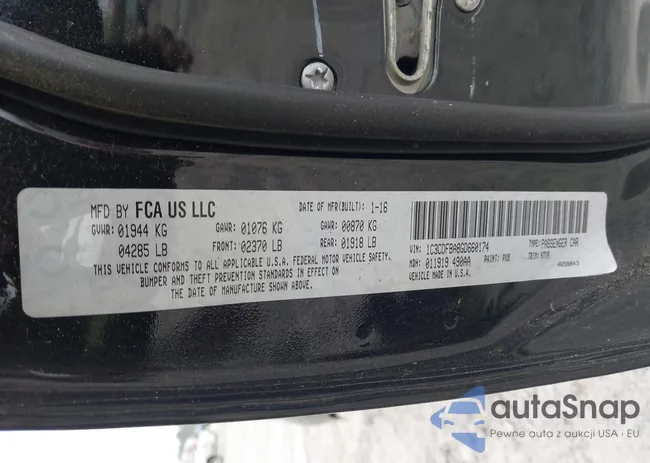 MFD BY FCA US LLC DATE OF MFR(BUILT): 1-16
GVWR: 01944 KG GAWR: 01076 KG GAWR: 00870 KG
04285 LB FRONT: 02370 LB REAR: 01918 LB
THIS VEHICLE CONFORMS TO ALL APPLICABLE U.S.A. FEDERAL MOTOR VEHICLE SAFETY,
BUMPER AND THEFT PREVENTION STANDARDS IN EFFECT ON
THE DATE OF MANUFACTURE SHOWN ABOVE.
VIN: 1C3CDFBA8GD660174 TYPE: PASSENGER CAR
MDH: 011919 490AA PAINT: PXB TRIM:
VEHICLE MADE IN U.S.A.
autaSnap
Pewne auta z aukcji USA i EU